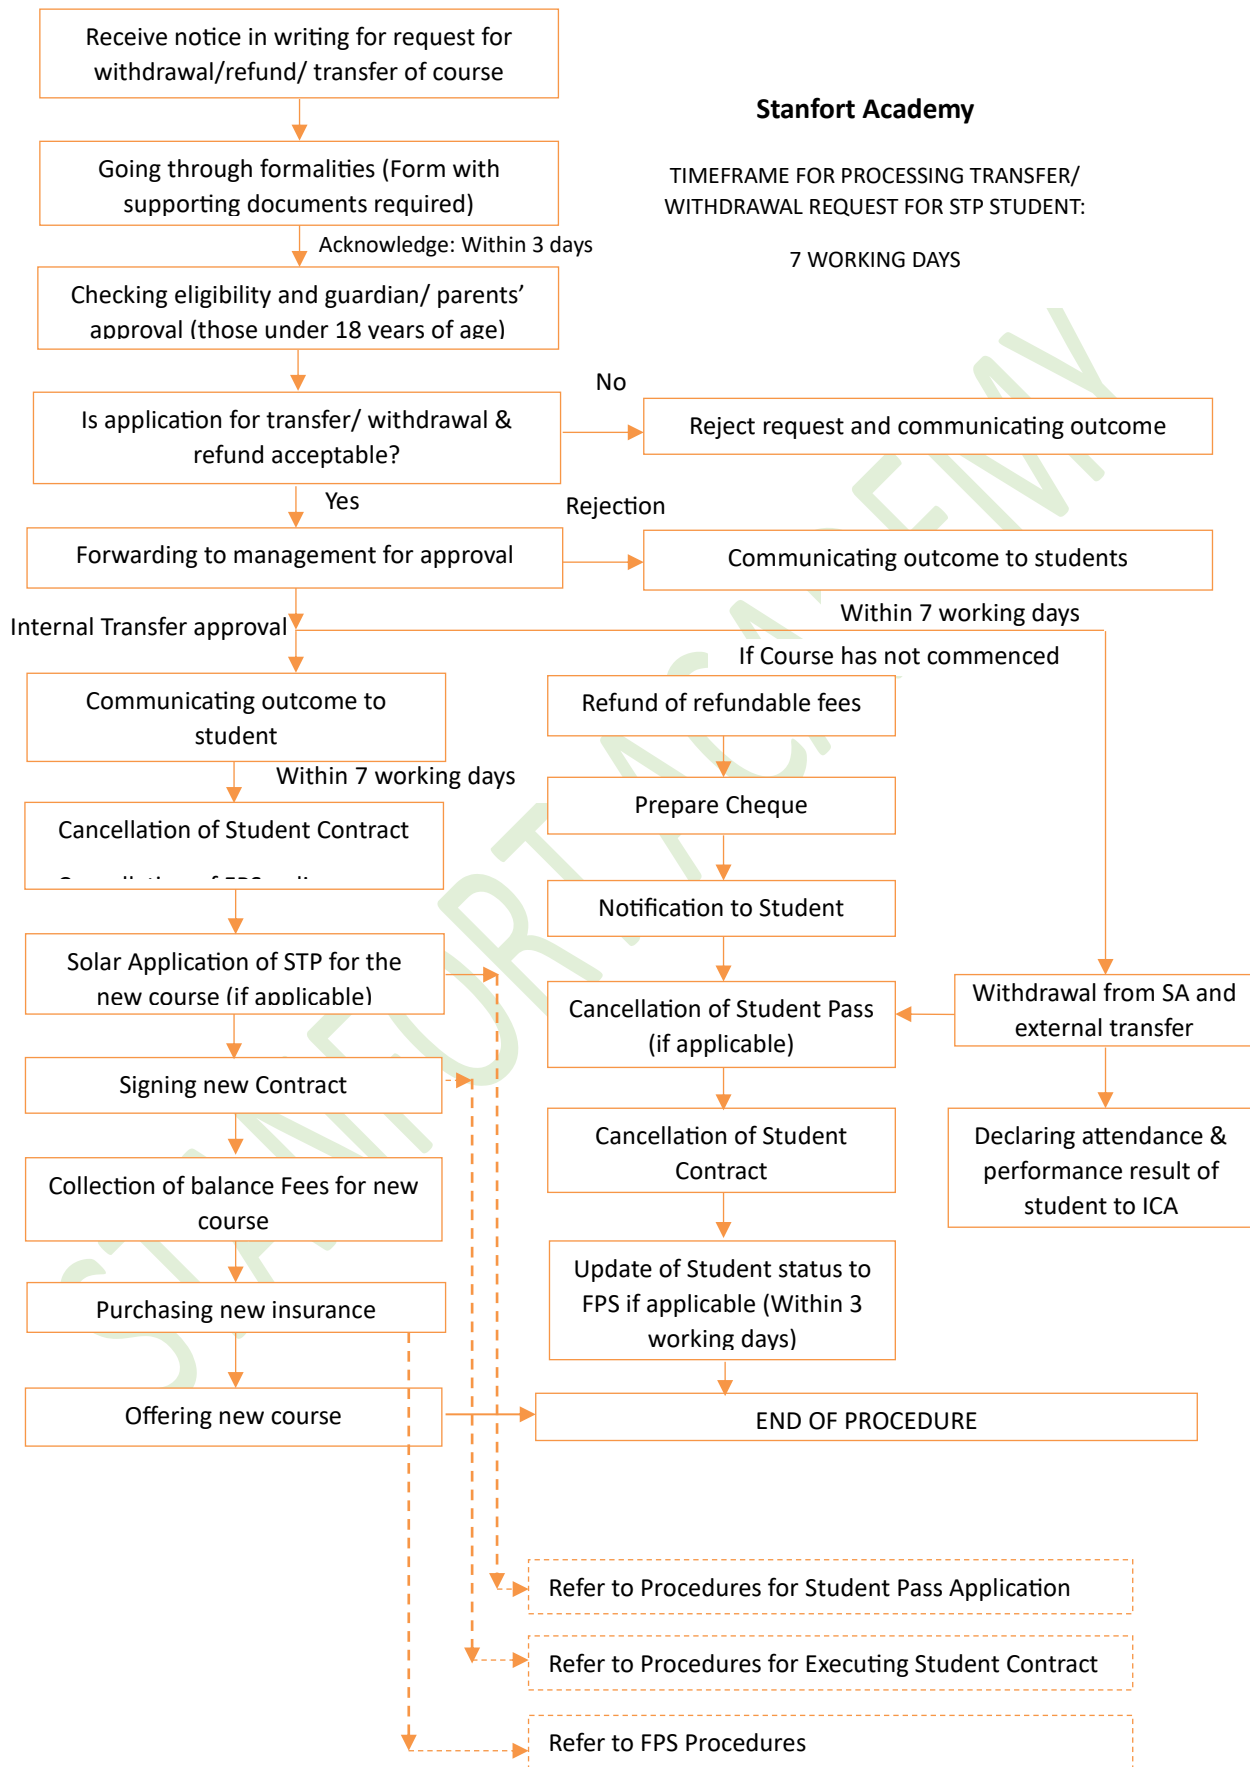 Receive notice in writing for request for
withdrawal/refund/ transfer of course
Stanfort Academy
Going through formalities (Form with
supporting documents required)
TIMEFRAME FOR PROCESSING TRANSFER/
WITHDRAWAL REQUEST FOR STP STUDENT:
7 WORKING DAYS
Acknowledge: Within 3 days
Checking eligibility and guardian/ parents’
approval (those under 18 years of age)
No
Is application for transfer/ withdrawal &
refund acceptable?
Reject request and communicating outcome
Yes
Rejection
Forwarding to management for approval
Communicating outcome to students
Internal Transfer approval
Within 7 working days
If Course has not commenced
Communicating outcome to
student
Refund of refundable fees
Within 7 working days
Prepare Cheque
Cancellation of Student Contract
Notification to Student
Solar Application of STP for the
new course (if applicable)
Cancellation of Student Pass
(if applicable)
Withdrawal from SA and
external transfer
Signing new Contract
Cancellation of Student
Contract
Declaring attendance &
performance result of
student to ICA
Collection of balance Fees for new
course
Update of Student status to
FPS if applicable (Within 3
working days)
Purchasing new insurance
Offering new course
END OF PROCEDURE
Refer to Procedures for Student Pass Application
Refer to Procedures for Executing Student Contract
Refer to FPS Procedures
STANFORT ACADEMY